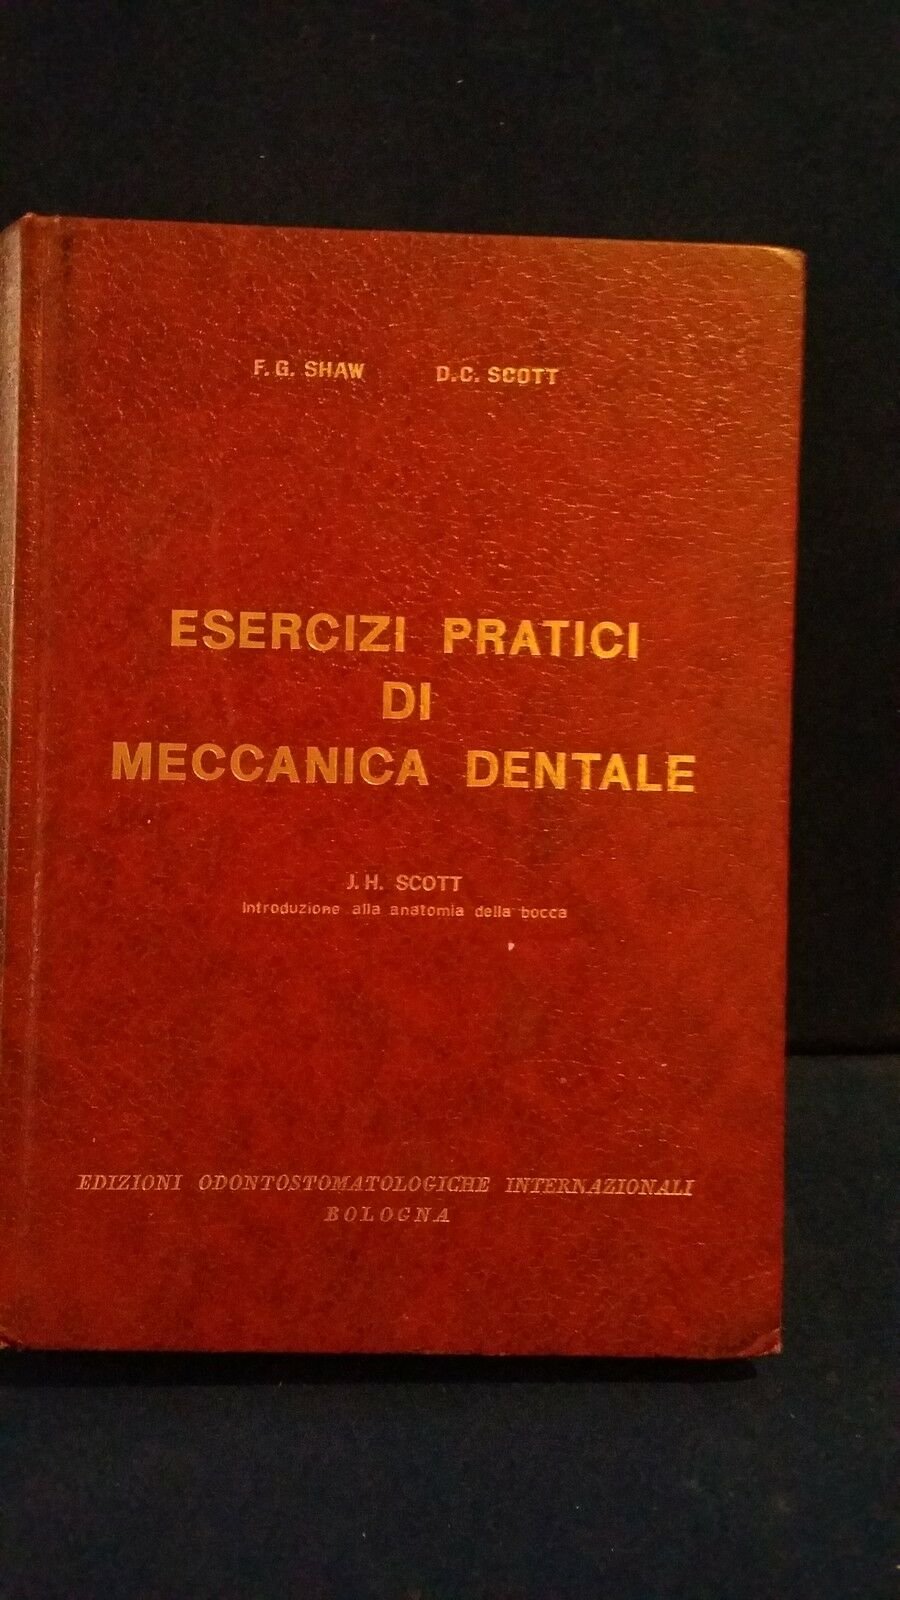 F. G. SHAW D.C. SCOTT
ESERCIZI PRATICI
DI
MECCANICA DENTALE
J. H. SCOTT
Introduzione alla anatomia della bocca
EDIZIONI ODONTOSTOMATOLOGICHE INTERNAZIONALI
BOLOGNA